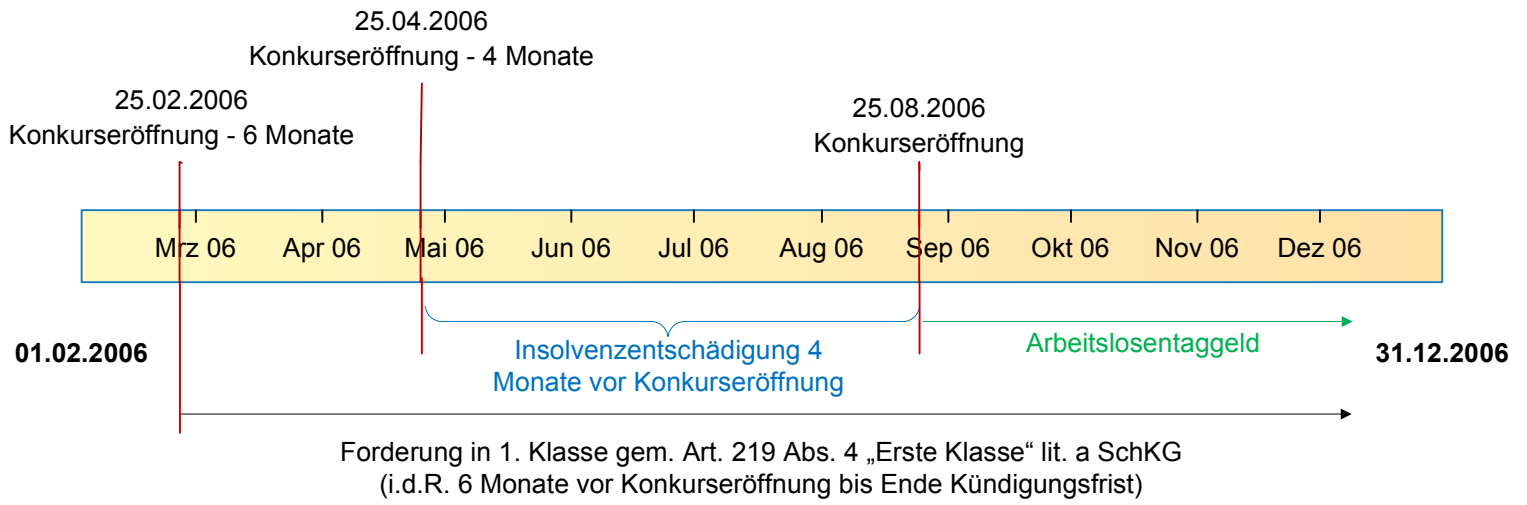 25.04.2006
Konkurseröffnung - 4 Monate
25.02.2006
Konkurseröffnung - 6 Monate
25.08.2006
Konkurseröffnung
Mrz 06 Apr 06 Mai 06 Jun 06 Jul 06 Aug 06 Sep 06 Okt 06 Nov 06 Dez 06
01.02.2006
Insolvenzentschädigung 4
Monate vor Konkurseröffnung
Arbeitslosentaggeld
31.12.2006
Forderung in 1. Klasse gem. Art. 219 Abs. 4 „Erste Klasse“ lit. a SchKG
(i.d.R. 6 Monate vor Konkurseröffnung bis Ende Kündigungsfrist)